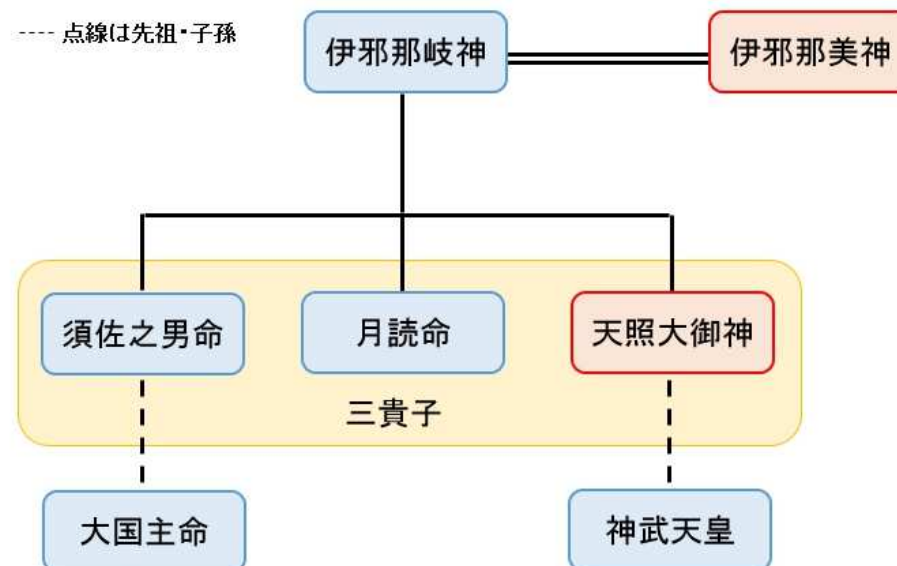 ---- 点線は先祖・子孫
伊邪那岐神
伊邪那美神
須佐之男命
月読命
天照大御神
三貴子
大国主命
神武天皇